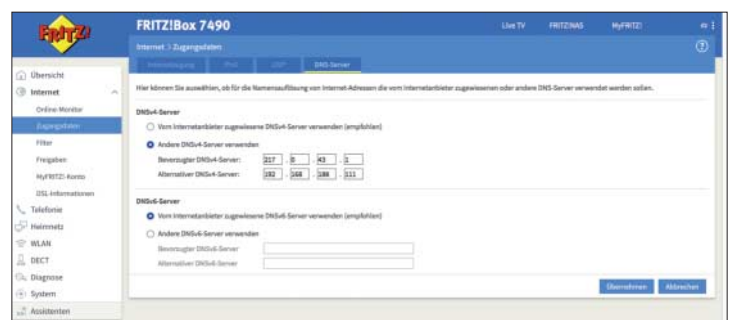 FRITZ!
FRITZ!Box 7490
Live TV
FRITZ!NAS
MyFRITZ!
Internet > Zugangsdaten
Internetzugang
IPv6
LISP
DNS-Server
Übersicht
Internet
Online-Monitor
Zugangsdaten
Filter
Freigaben
MyFRITZ!-Konto
DSL-Informationen
Telefonie
Heimnetz
WLAN
DECT
Diagnose
System
Assistenten
Hier können Sie auswählen, ob für die Namensauflösung von Internet-Adressen die vom Internetanbieter zugewiesenen oder andere DNS-Server verwendet werden sollen.
DNSv4-Server
Vom Internetanbieter zugewiesene DNSv4-Server verwenden (empfohlen)
Andere DNSv4-Server verwenden
Bevorzugter DNSv4-Server: 217 . 0 . 43 . 1
Alternativer DNSv4-Server: 192 . 168 . 188 . 111
DNSv6-Server
Vom Internetanbieter zugewiesene DNSv6-Server verwenden (empfohlen)
Andere DNSv6-Server verwenden
Bevorzugter DNSv6-Server
Alternativer DNSv6-Server
Übernehmen
Abbrechen